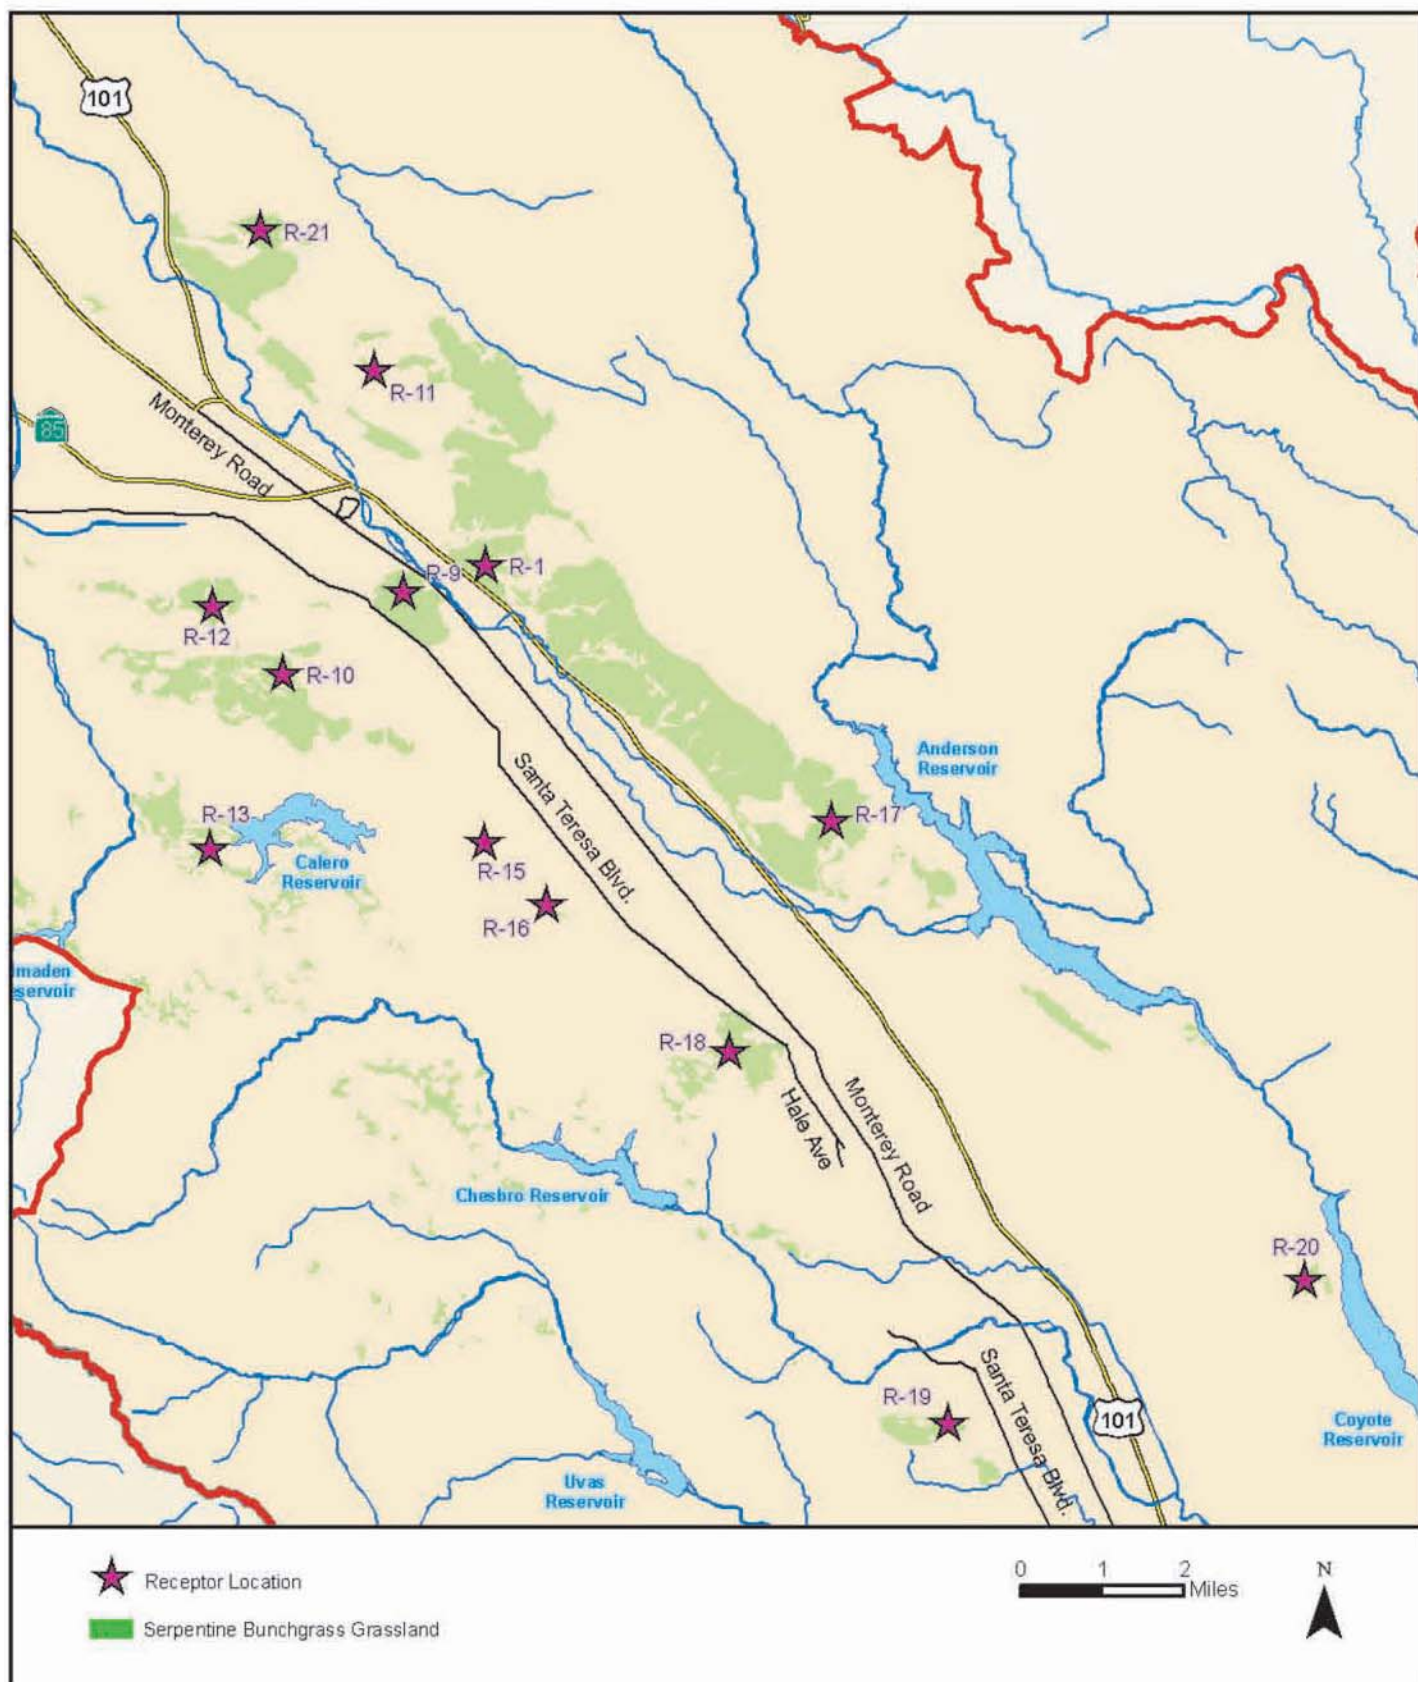 101
R-21
R-11
Monterey Road
85
R-9
R-1
R-12
R-10
Santa Teresa Blvd.
Anderson
Reservoir
R-13
R-17
Calero
Reservoir
R-15
R-16
maden
servoir
R-18
Hale Ave
Monterey Road
Chesbro Reservoir
R-20
R-19
Santa Teresa Blvd.
101
Coyote
Reservoir
Uvas
Reservoir
Receptor Location
Serpentine Bunchgrass Grassland
0 1 2
Miles
N